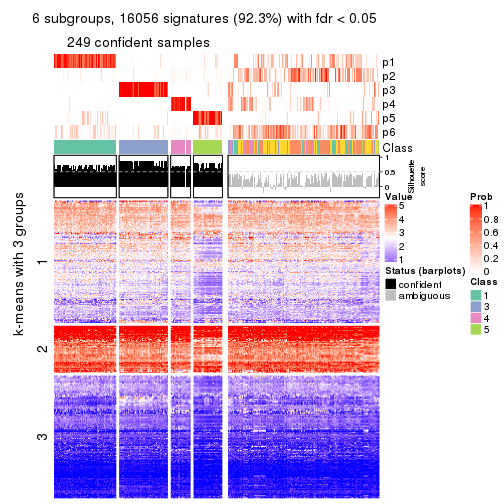 6 subgroups, 16056 signatures (92.3%) with fdr < 0.05
249 confident samples
p1
p2
p3
p4
p5
p6
Class
1
0.5
0
Silhouette
score
k-means with 3 groups
1
2
3
Value
5
4
3
2
1
Status (barplots)
confident
ambiguous
Prob
1
0.8
0.6
0.4
0.2
0
Class
1
3
4
5